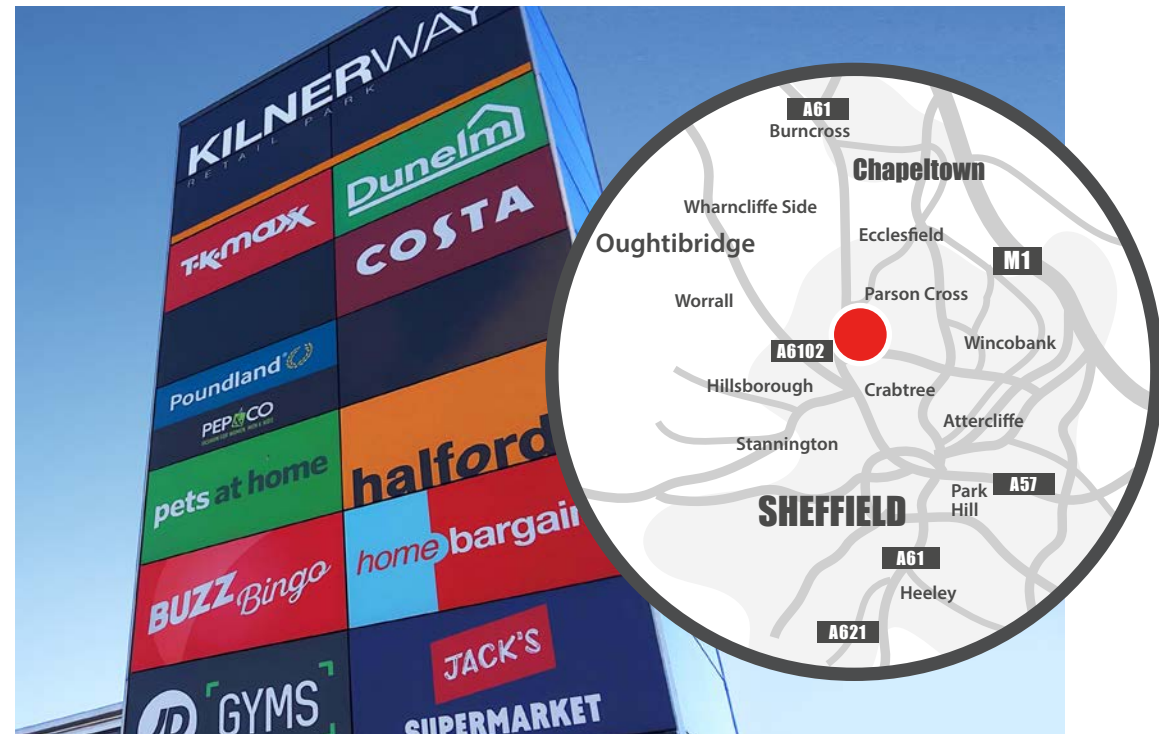 KILNERWAY
RETAIL PARK
T·K·maxx
Dunelm
COSTA
Poundland
PEP&CO
pets at home
halford
BUZZ Bingo
home bargain
JD GYMS
JACK'S
SUPERMARKET
A61
Burncross
Chapeltown
Wharncliffe Side
Oughtibridge
Ecclesfield
M1
Worrall
Parson Cross
A6102
Wincobank
Hillsborough
Crabtree
Attercliffe
Stannington
SHEFFIELD
Park
Hill
A57
A61
Heeley
A621